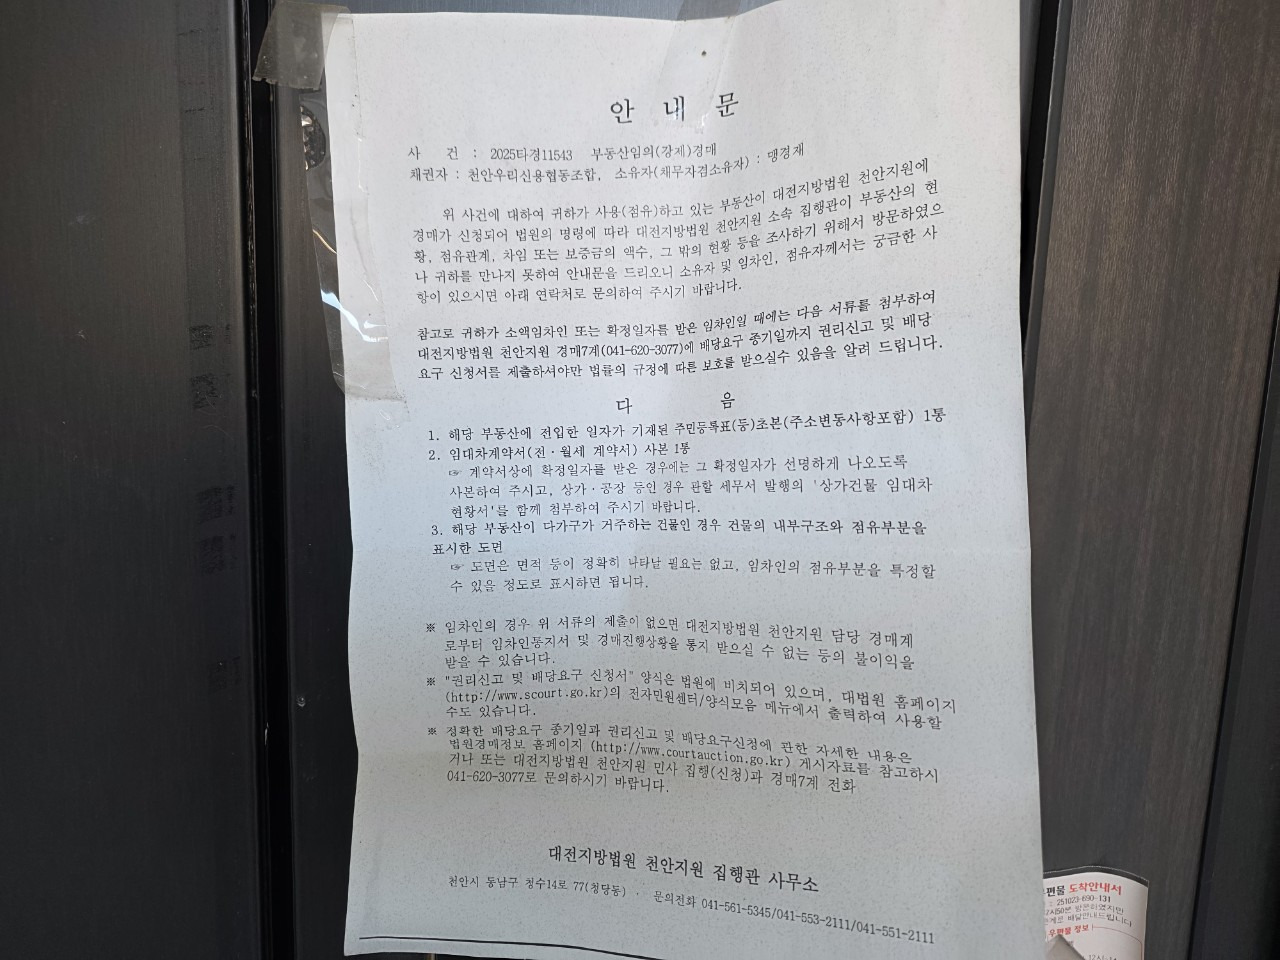 안 내 문
사 건 : 2025타경11543 부동산임의(강제)경매
채권자 : 천안우리신용협동조합, 소유자(채무자겸소유자) : 맹경재
위 사건에 대하여 귀하가 사용(점유)하고 있는 부동산이 대전지방법원 천안지원에
경매가 신청되어 법원의 명령에 따라 대전지방법원 천안지원 소속 집행관이 부동산의 현
황, 점유관계, 차임 또는 보증금의 액수, 그 밖의 현황 등을 조사하기 위해서 방문하였으
나 귀하를 만나지 못하여 안내문을 드리오니 소유자 및 임차인, 점유자께서는 궁금한 사
항이 있으시면 아래 연락처로 문의하여 주시기 바랍니다.
참고로 귀하가 소액임차인 또는 확정일자를 받은 임차인일 때에는 다음 서류를 첨부하여
대전지방법원 천안지원 경매7계(041-620-3077)에 배당요구 종기일까지 권리신고 및 배당
요구 신청서를 제출하셔야만 법률의 규정에 따른 보호를 받으실수 있음을 알려 드립니다.
다 음
1. 해당 부동산에 전입한 일자가 기재된 주민등록표(등)초본(주소변동사항포함) 1통
2. 임대차계약서(전·월세 계약서) 사본 1통
☞ 계약서상에 확정일자를 받은 경우에는 그 확정일자가 선명하게 나오도록
사본하여 주시고, 상가·공장 등인 경우 관할 세무서 발행의 '상가건물 임대차
현황서'를 함께 첨부하여 주시기 바랍니다.
3. 해당 부동산이 다가구가 거주하는 건물인 경우 건물의 내부구조와 점유부분을
표시한 도면
☞ 도면은 면적 등이 정확히 나타날 필요는 없고, 임차인의 점유부분을 특정할
수 있을 정도로 표시하면 됩니다.
※ 임차인의 경우 위 서류의 제출이 없으면 대전지방법원 천안지원 담당 경매계
로부터 임차인통지서 및 경매진행상황을 통지 받으실 수 없는 등의 불이익을
받을 수 있습니다.
※ "권리신고 및 배당요구 신청서" 양식은 법원에 비치되어 있으며, 대법원 홈페이지
(http://www.scourt.go.kr)의 전자민원센터/양식모음 메뉴에서 출력하여 사용할
수도 있습니다.
※ 정확한 배당요구 종기일과 권리신고 및 배당요구신청에 관한 자세한 내용은
법원경매정보 홈페이지 (http://www.courtauction.go.kr) 게시자료를 참고하시
거나 또는 대전지방법원 천안지원 민사 집행(신청)과 경매7계 전화
041-620-3077로 문의하시기 바랍니다.
대전지방법원 천안지원 집행관 사무소
천안시 동남구 청수14로 77(청당동) . 문의전화 041-561-5345/041-553-2111/041-551-2111
편물 도착안내서
: 251023-690-131
우편물 정보